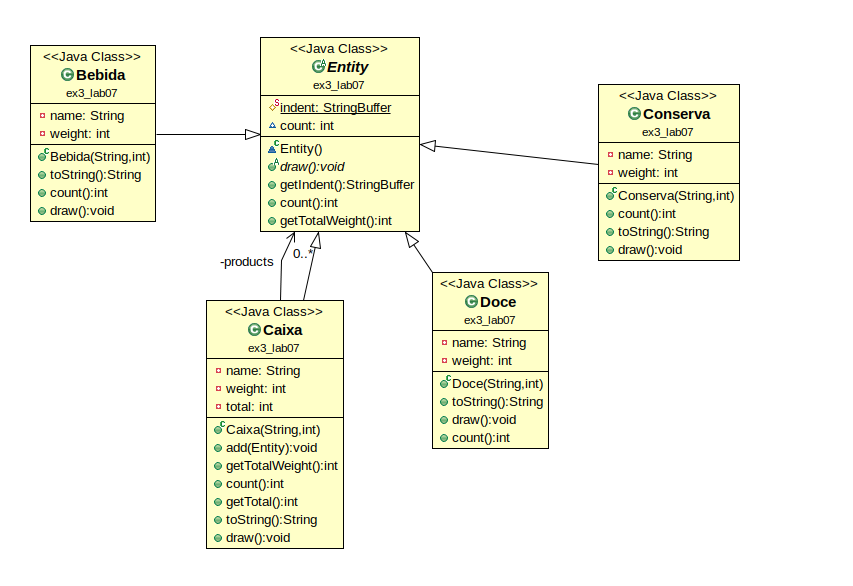 <<Java Class>>
Bebida
ex3_lab07
name: String
weight: int
Bebida(String,int)
toString():String
count():int
draw():void
<<Java Class>>
Entity
ex3_lab07
indent: StringBuffer
count: int
Entity()
draw():void
getIndent():StringBuffer
count():int
getTotalWeight():int
<<Java Class>>
Conserva
ex3_lab07
name: String
weight: int
Conserva(String,int)
count():int
toString():String
draw():void
-products
0..*
<<Java Class>>
Caixa
ex3_lab07
name: String
weight: int
total: int
Caixa(String,int)
add(Entity):void
getTotalWeight():int
count():int
getTotal():int
toString():String
draw():void
<<Java Class>>
Doce
ex3_lab07
name: String
weight: int
Doce(String,int)
toString():String
draw():void
count():int